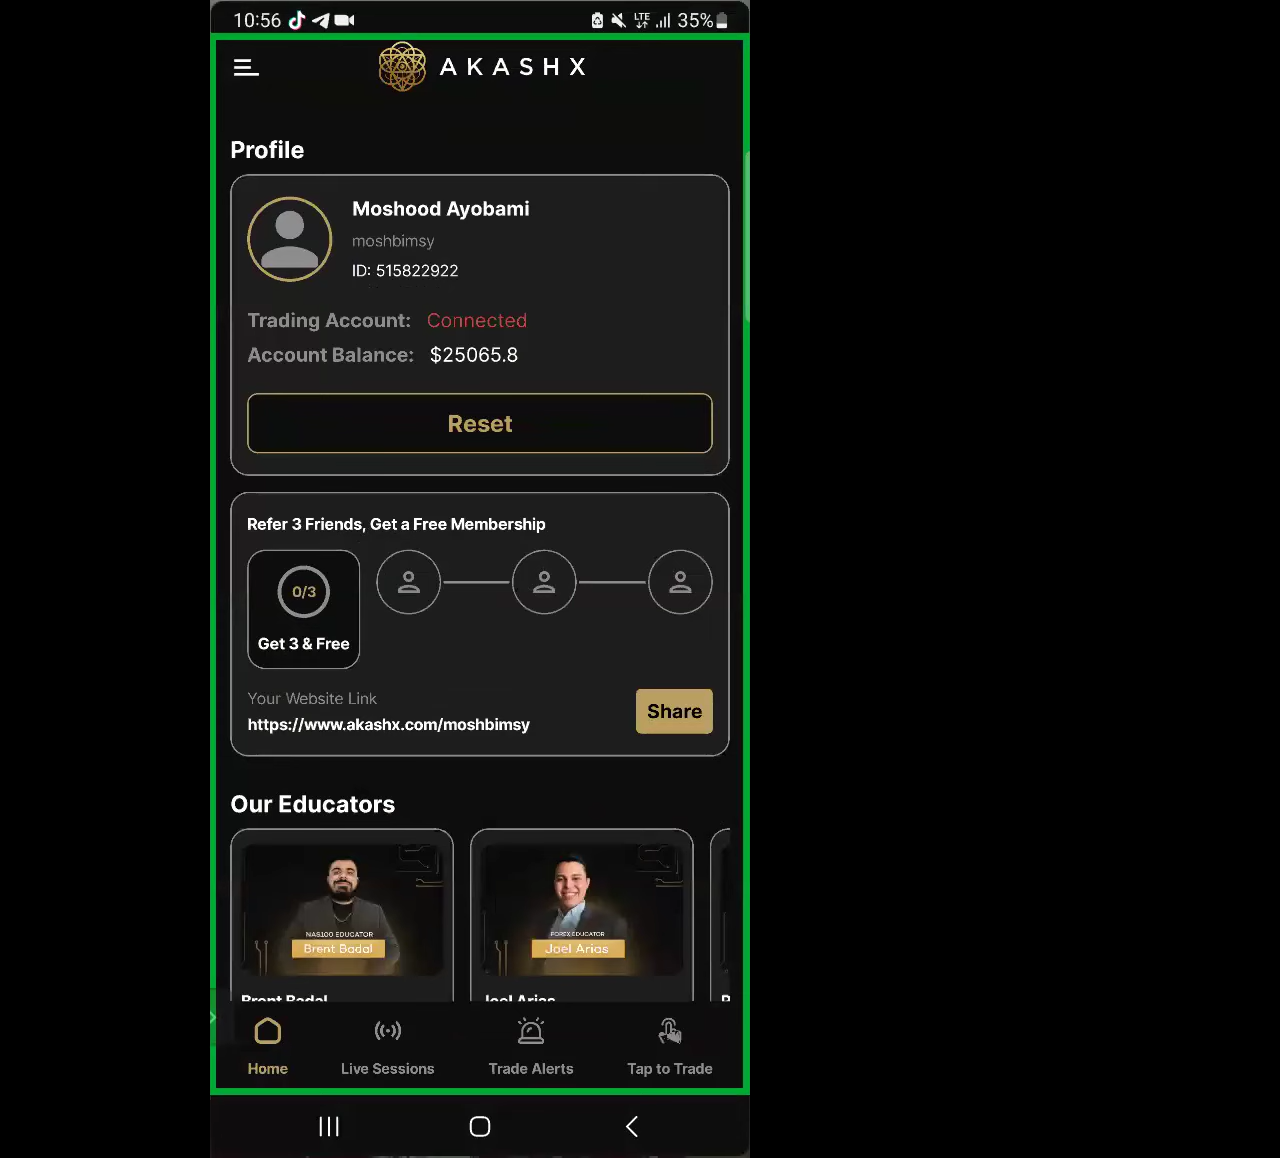 10:56
LTE
35%
AKASHX
Profile
Moshood Ayobami
moshbimsy
ID: 515822922
Trading Account: Connected
Account Balance: $25065.8
Reset
Refer 3 Friends, Get a Free Membership
0/3
Get 3 & Free
Your Website Link
https://www.akashx.com/moshbimsy
Share
Our Educators
NAS100 EDUCATOR
Brent Badal
FOREX EDUCATOR
Joel Arias
Brent Badal
Joel Arias
Home
Live Sessions
Trade Alerts
Tap to Trade